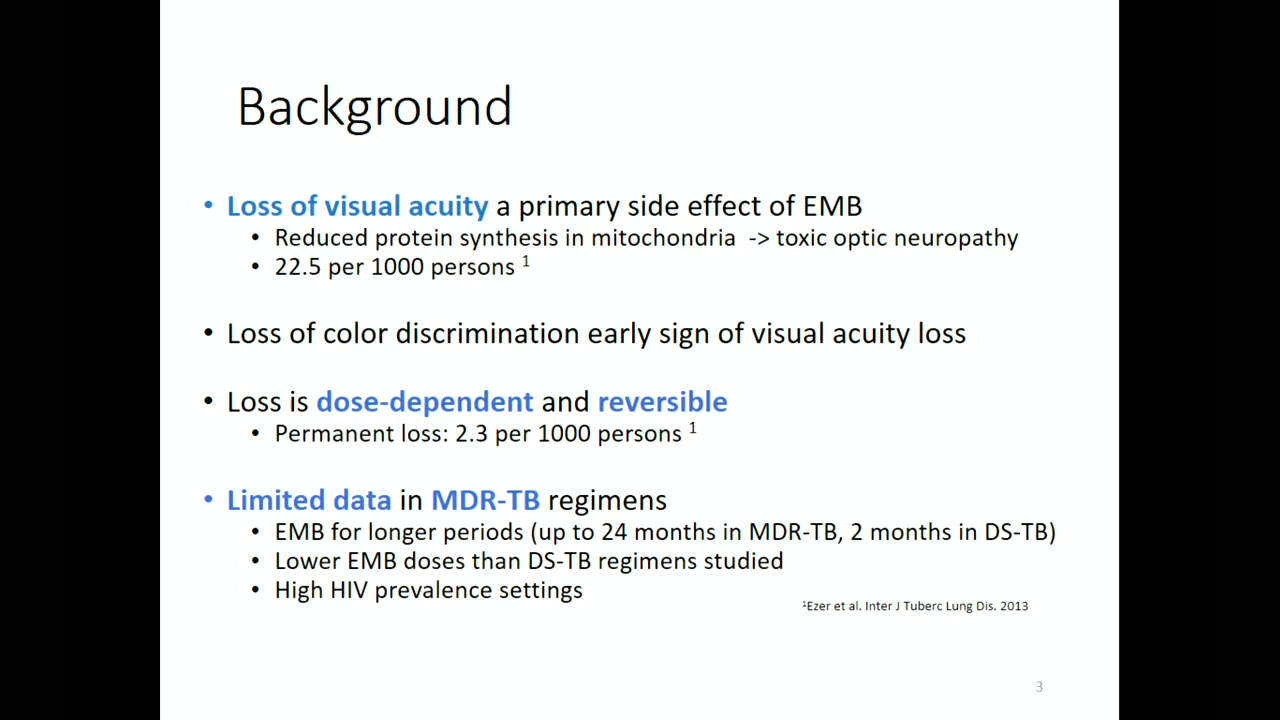 Background
• Loss of visual acuity a primary side effect of EMB
• Reduced protein synthesis in mitochondria -> toxic optic neuropathy
• 22.5 per 1000 persons 1
• Loss of color discrimination early sign of visual acuity loss
• Loss is dose-dependent and reversible
• Permanent loss: 2.3 per 1000 persons 1
• Limited data in MDR-TB regimens
• EMB for longer periods (up to 24 months in MDR-TB, 2 months in DS-TB)
• Lower EMB doses than DS-TB regimens studied
• High HIV prevalence settings
1Ezer et al. Inter J Tuberc Lung Dis. 2013
3